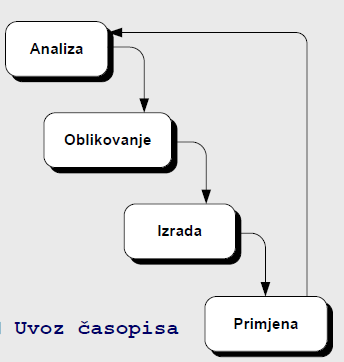 Analiza
Oblikovanje
Izrada
Primjena
Uvoz časopisa